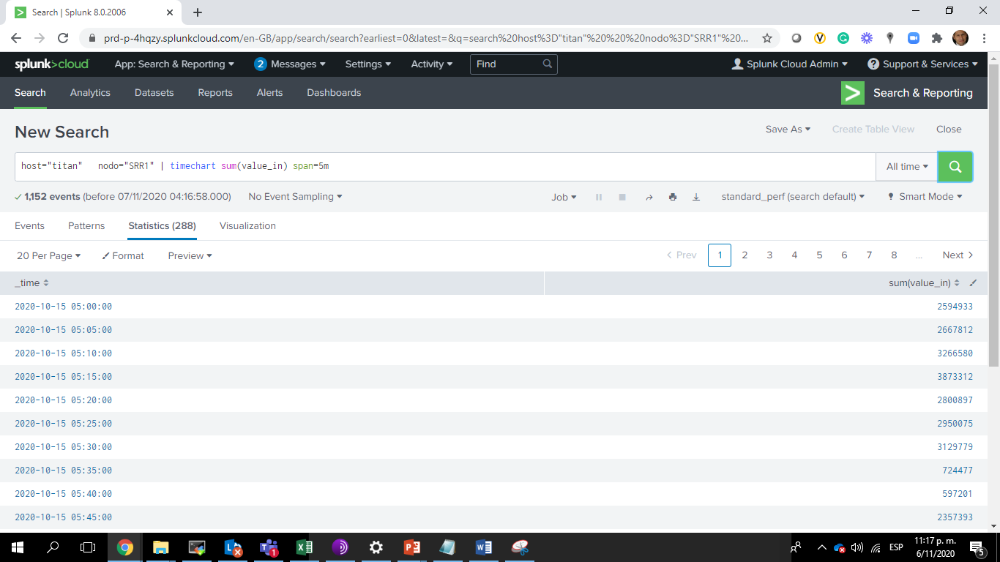 Search | Splunk 8.0.2006
prd-p-4hqzy.splunkcloud.com/en-GB/app/search/search?earliest=0&latest=&q=search%20host%3D"titan"%20%20%20nodo%3D"SRR1"%20...
splunk>cloud App: Search & Reporting 2 Messages Settings Activity Find Splunk Cloud Admin Support & Services
Search Analytics Datasets Reports Alerts Dashboards Search & Reporting
New Search Save As Create Table View Close
host="titan"   nodo="SRR1" | timechart sum(value_in) span=5m All time
1,152 events (before 07/11/2020 04:16:58.000) No Event Sampling Job standard_perf (search default) Smart Mode
Events Patterns Statistics (288) Visualization
20 Per Page Format Preview < Prev 1 2 3 4 5 6 7 8 ... Next >
_time sum(value_in)
2020-10-15 05:00:00 2594933
2020-10-15 05:05:00 2667812
2020-10-15 05:10:00 3266580
2020-10-15 05:15:00 3873312
2020-10-15 05:20:00 2800897
2020-10-15 05:25:00 2950075
2020-10-15 05:30:00 3129779
2020-10-15 05:35:00 724477
2020-10-15 05:40:00 597201
2020-10-15 05:45:00 2357393
ESP 11:17 p. m.
6/11/2020 5